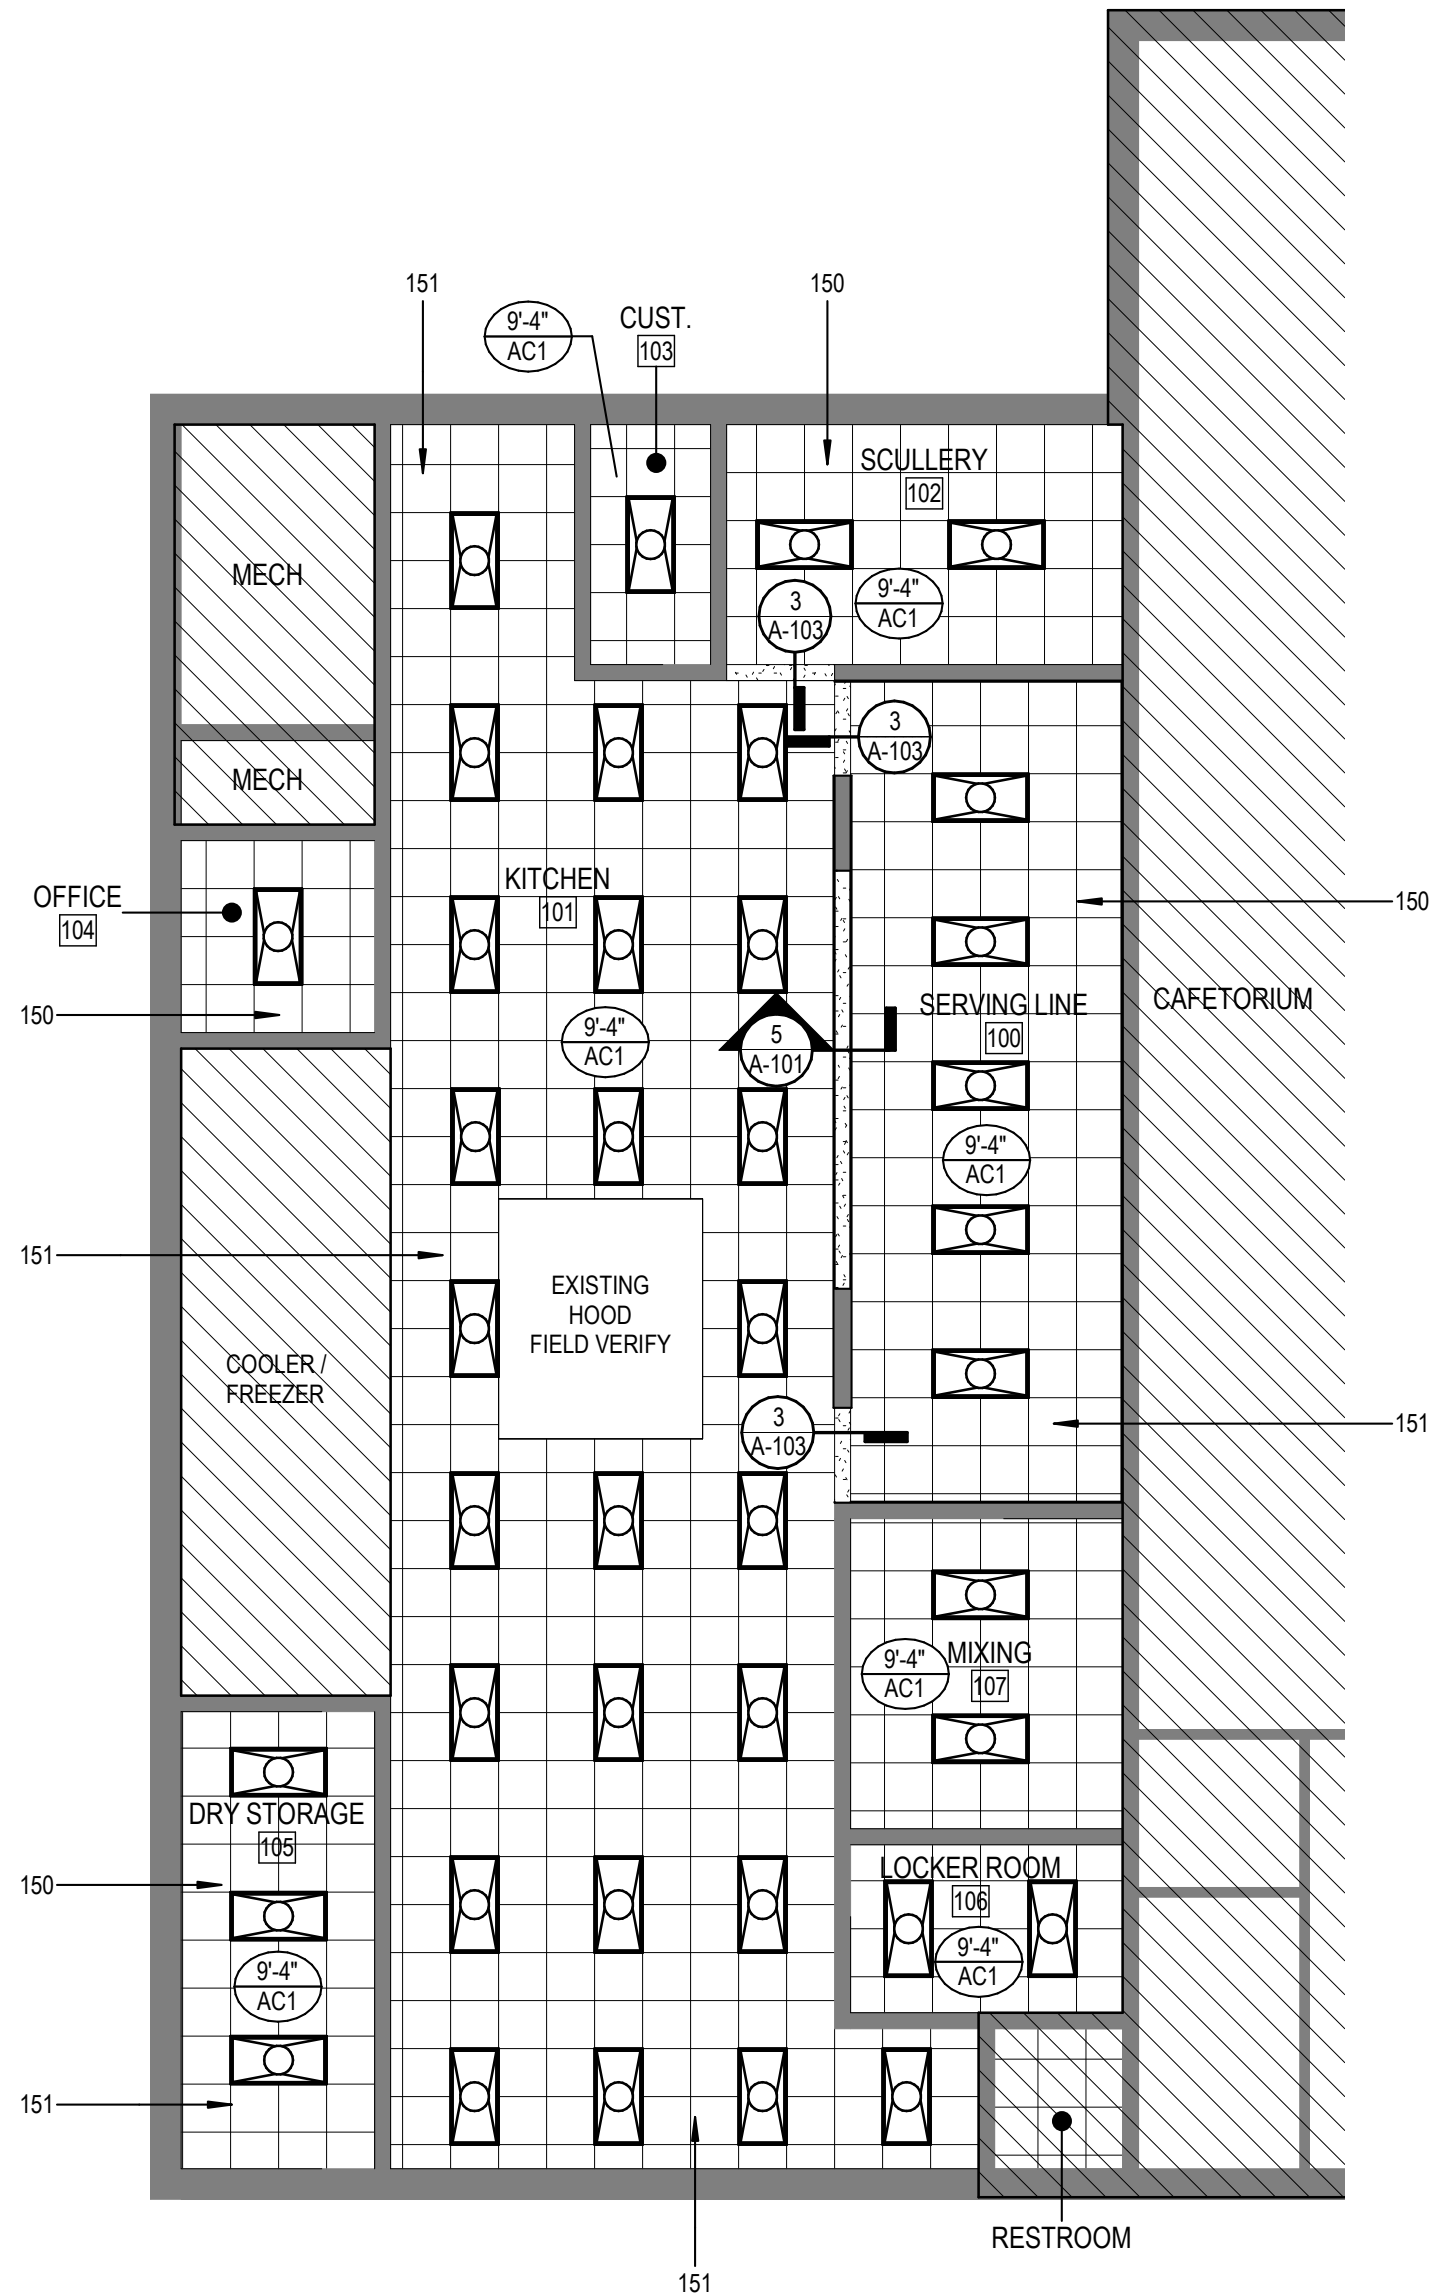 151
150
9'-4"
AC1
CUST.
103
SCULLERY
102
MECH
9'-4"
AC1
3
A-103
3
A-103
MECH
KITCHEN
101
OFFICE
104
150
150
SERVING LINE
100
CAFETORIUM
9'-4"
AC1
5
A-101
9'-4"
AC1
151
EXISTING
HOOD
FIELD VERIFY
COOLER /
FREEZER
3
A-103
151
9'-4"
AC1
MIXING
107
DRY STORAGE
105
150
LOCKER ROOM
106
9'-4"
AC1
9'-4"
AC1
151
RESTROOM
151